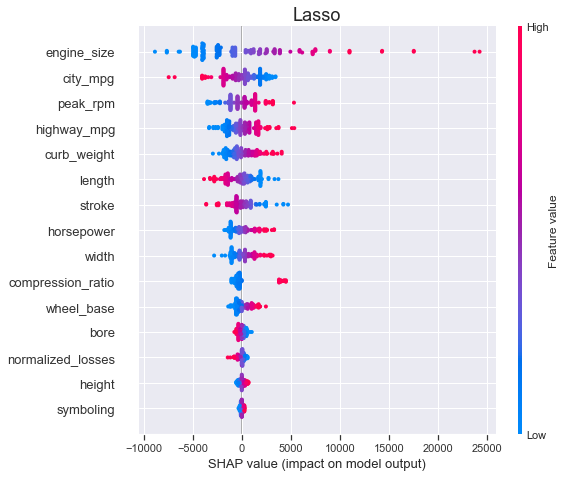 Lasso
High
engine_size
city_mpg
peak_rpm
highway_mpg
curb_weight
length
stroke
horsepower
width
compression_ratio
wheel_base
bore
normalized_losses
height
symboling
Feature value
Low
−10000 −5000 0 5000 10000 15000 20000 25000
SHAP value (impact on model output)